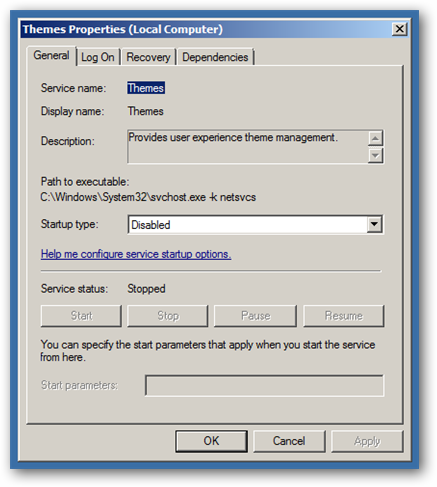 Themes Properties (Local Computer)
General Log On Recovery Dependencies
Service name: Themes
Display name: Themes
Description: Provides user experience theme management.
Path to executable:
C:\Windows\System32\svchost.exe -k netsvcs
Startup type: Disabled
Help me configure service startup options.
Service status: Stopped
Start Stop Pause Resume
You can specify the start parameters that apply when you start the service
from here.
Start parameters:
OK Cancel Apply